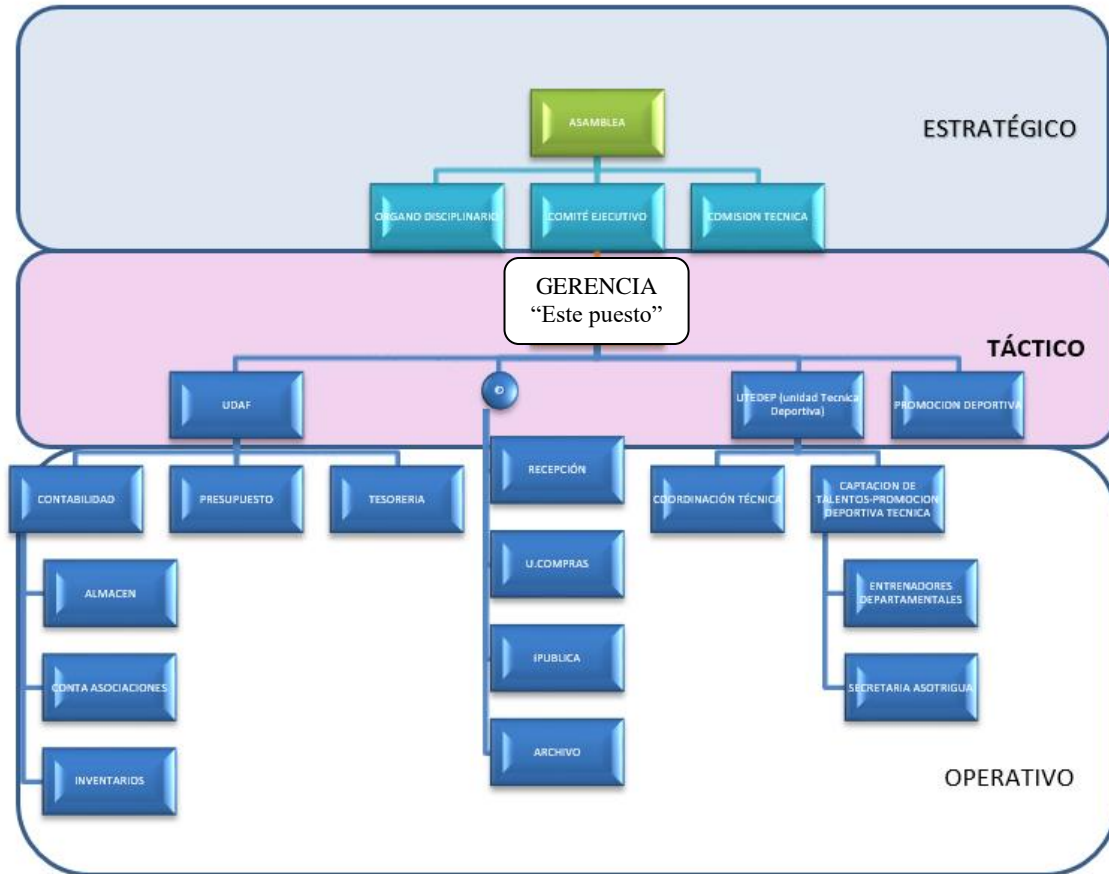 ESTRATÉGICO
ASAMBLEA
ORGANO DISCIPLINARIO
COMITÉ EJECUTIVO
COMISION TECNICA
GERENCIA
“Este puesto”
TÁCTICO
UDAF
UTEDEP (unidad Tecnica
Deportiva)
PROMOCION DEPORTIVA
CONTABILIDAD
PRESUPUESTO
TESORERIA
RECEPCIÓN
COORDINACIÓN TÉCNICA
CAPTACION DE
TALENTOS-PROMOCION
DEPORTIVA TECNICA
ALMACEN
U.COMPRAS
ENTRENADORES
DEPARTAMENTALES
CONTA ASOCIACIONES
IPUBLICA
SECRETARIA ASOTRIGUA
INVENTARIOS
ARCHIVO
OPERATIVO